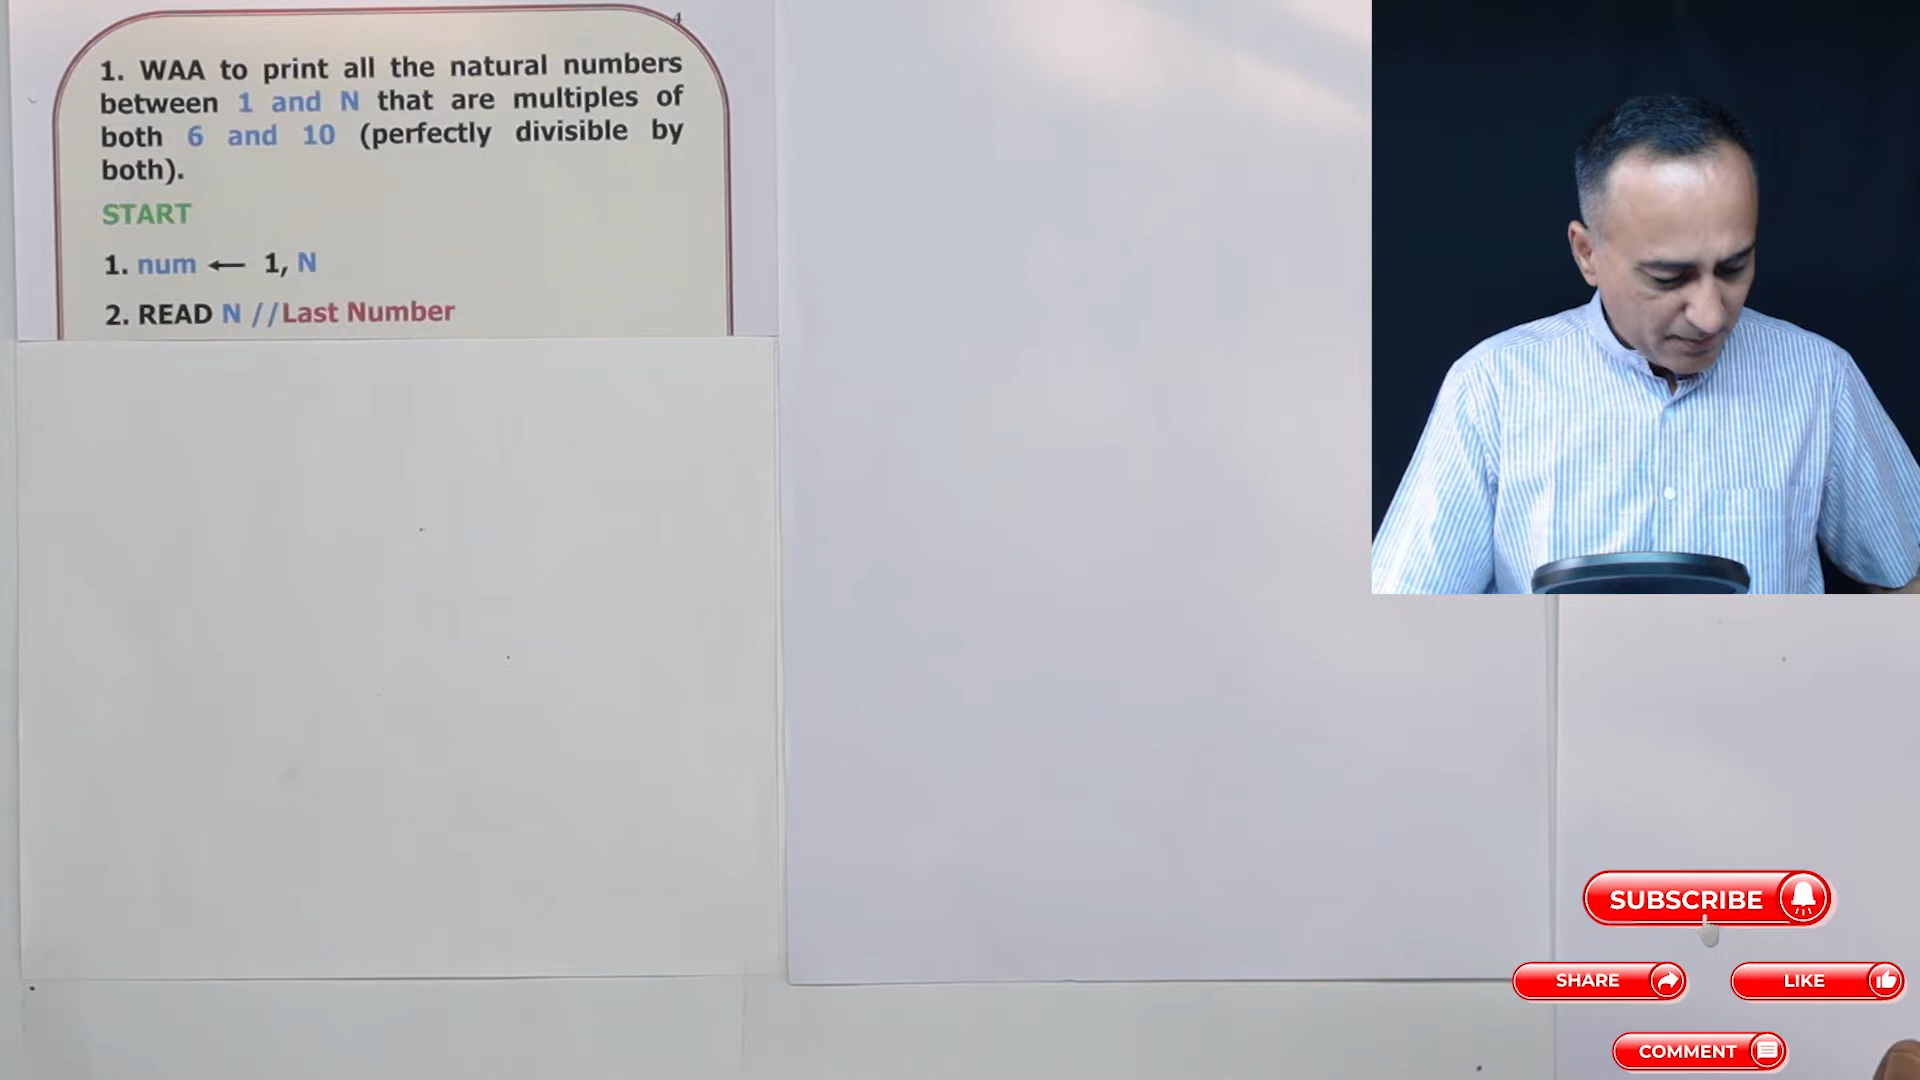 1. WAA to print all the natural numbers
between 1 and N that are multiples of
both 6 and 10 (perfectly divisible by
both).
START
1. num ← 1, N
2. READ N //Last Number
SUBSCRIBE
SHARE
LIKE
COMMENT